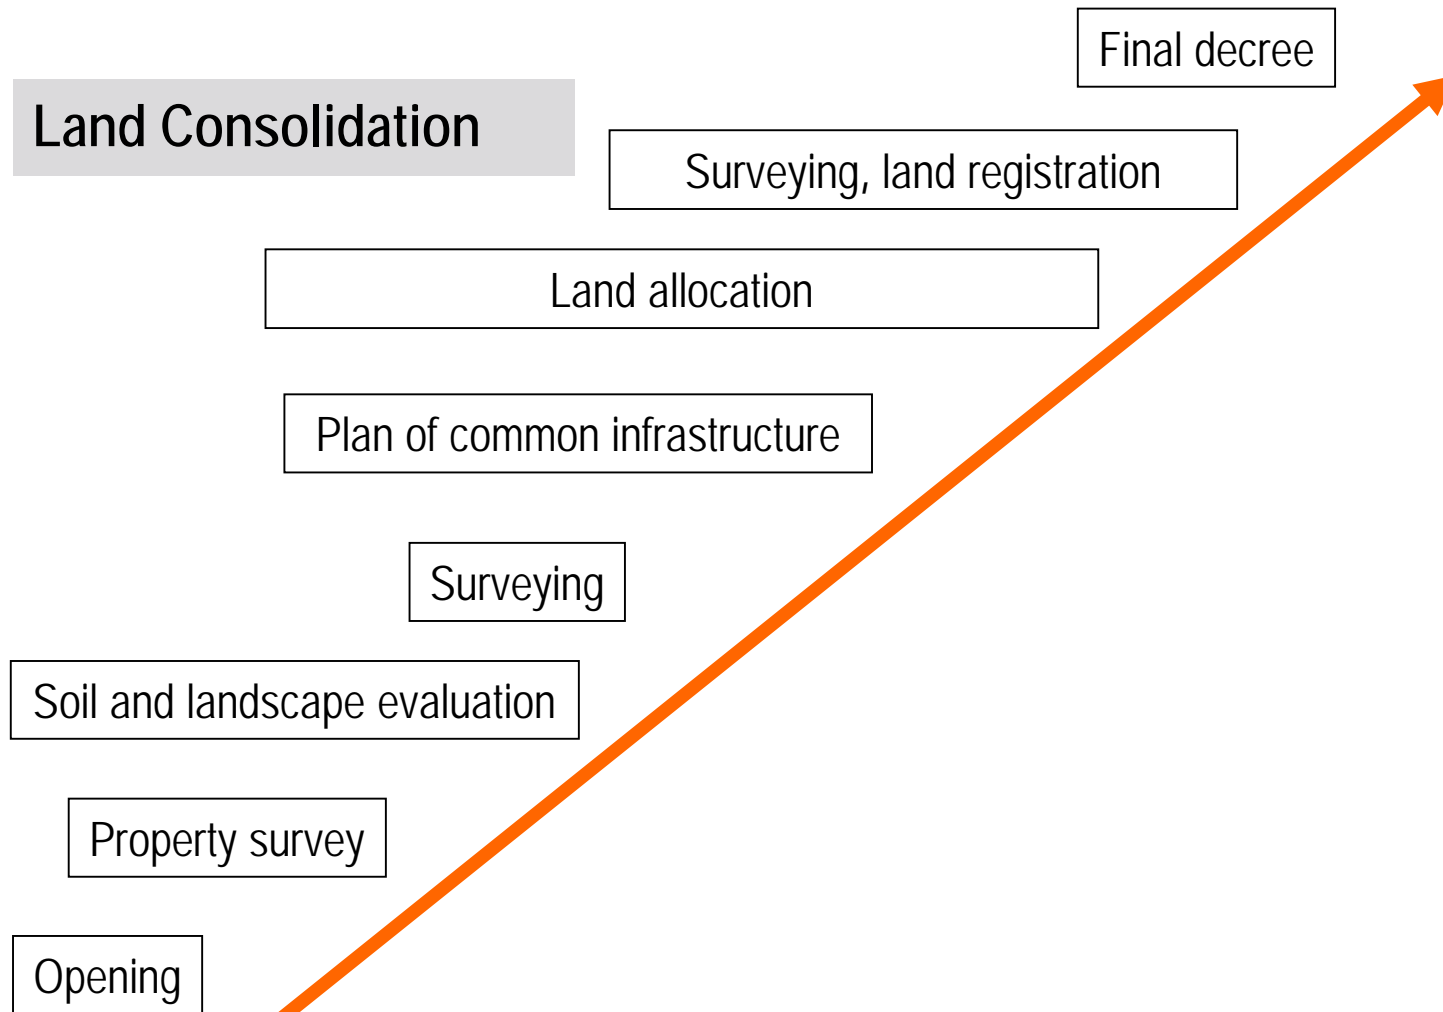 Final decree
Land Consolidation
Surveying, land registration
Land allocation
Plan of common infrastructure
Surveying
Soil and landscape evaluation
Property survey
Opening